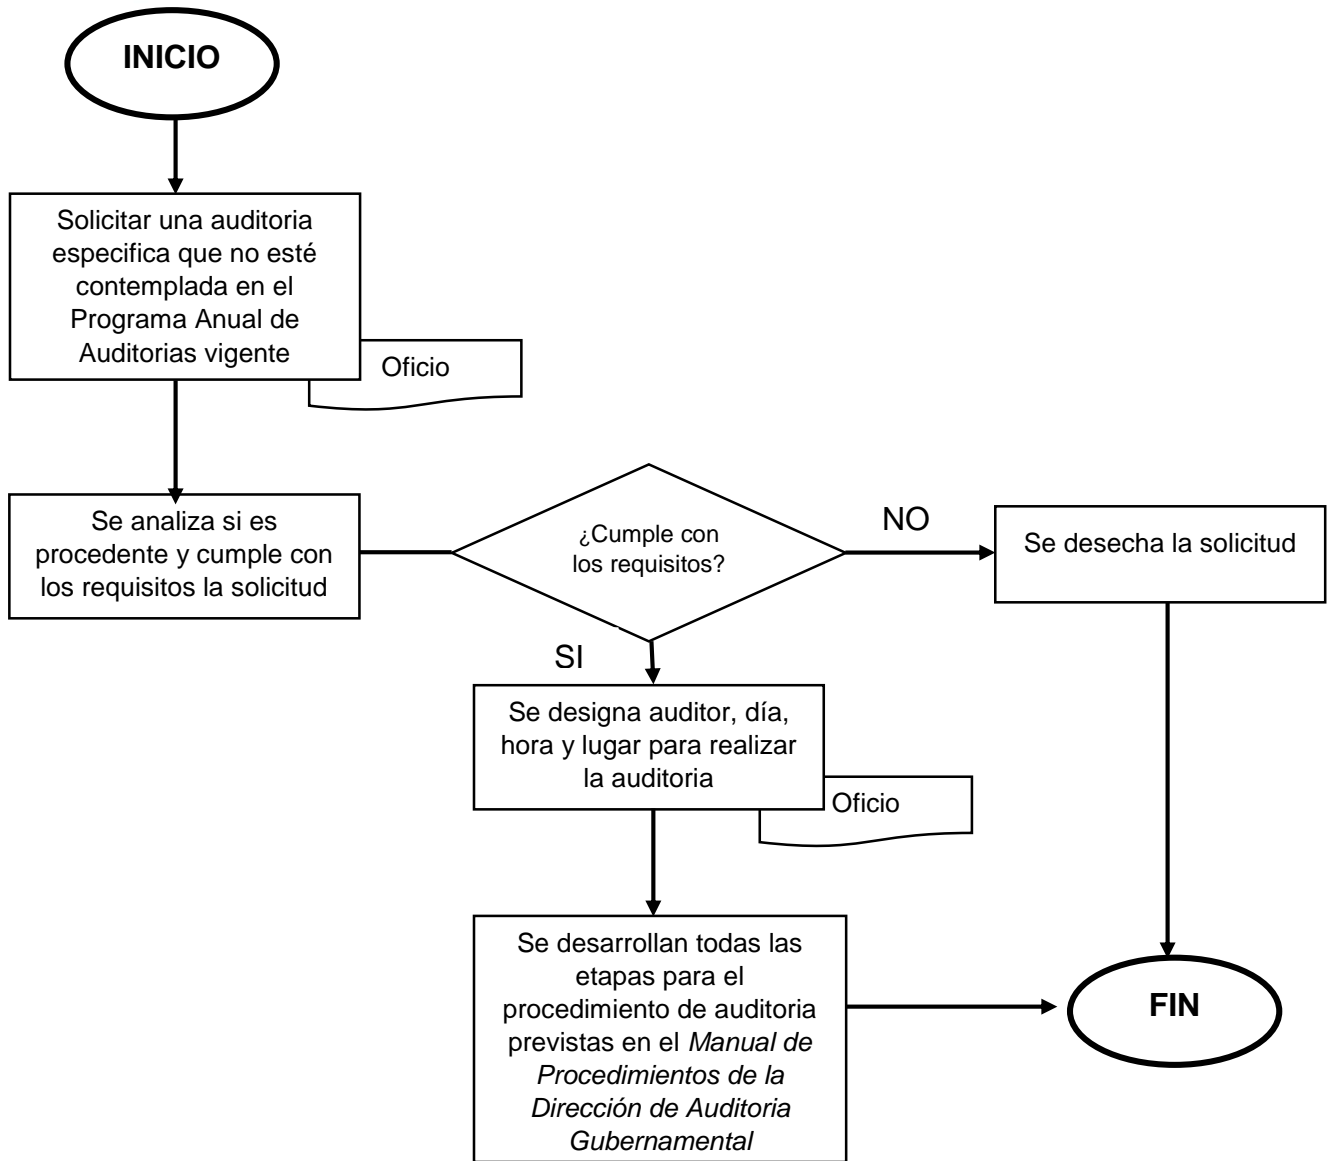 INICIO
Solicitar una auditoria
especifica que no esté
contemplada en el
Programa Anual de
Auditorias vigente
Oficio
Se analiza si es
procedente y cumple con
los requisitos la solicitud
¿Cumple con
los requisitos?
NO
Se desecha la solicitud
SI
Se designa auditor, día,
hora y lugar para realizar
la auditoria
Oficio
Se desarrollan todas las
etapas para el
procedimiento de auditoria
previstas en el Manual de
Procedimientos de la
Dirección de Auditoria
Gubernamental
FIN